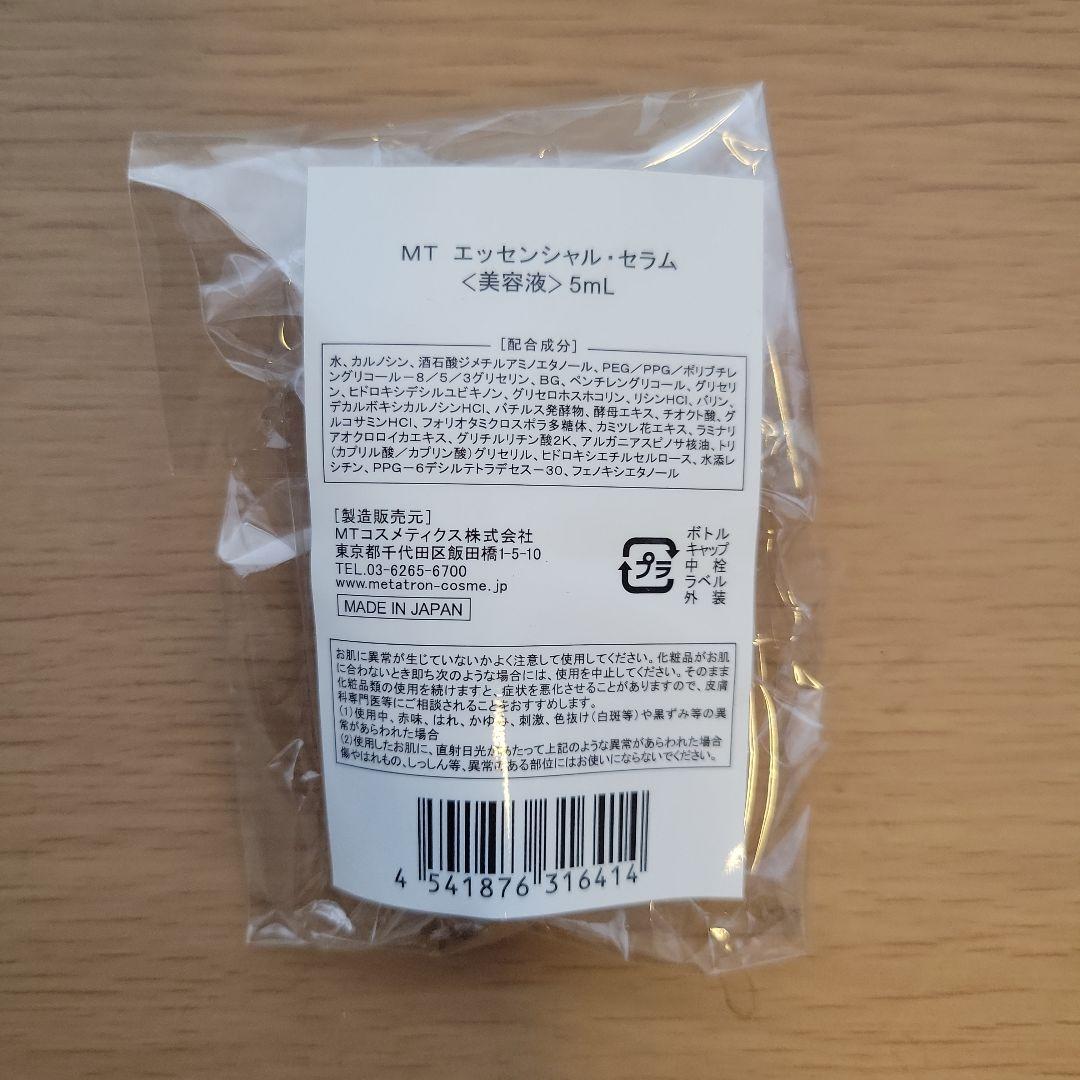 MT エッセンシャル・セラム
＜美容液＞5mL
[配合成分]
水、カルノシン、酒石酸ジメチルアミノエタノール、PEG／PPG／ポリブチレ
ングリコール－8／5／3グリセリン、BG、ペンチレングリコール、グリセリ
ン、ヒドロキシデシルユビキノン、グリセロホスホコリン、リシンHCl、バリン、
デカルボキシカルノシンHCl、バチルス発酵物、酵母エキス、チオクト酸、グ
ルコサミンHCl、フォリオタミクロスポラ多糖体、カミツレ花エキス、ラミナリ
アオクロロイカエキス、グリチルリチン酸2K、アルガニアスピノサ核油、トリ
（カプリル酸／カプリン酸）グリセリル、ヒドロキシエチルセルロース、水添レ
シチン、PPG－6デシルテトラデセス－30、フェノキシエタノール
[製造販売元]
MTコスメティクス株式会社
東京都千代田区飯田橋1-5-10
TEL.03-6265-6700
www.metatron-cosme.jp
MADE IN JAPAN
プラ
ボトル
キャップ
中 栓
ラベル
外 装
お肌に異常が生じていないかよく注意して使用してください。化粧品がお肌
に合わないとき即ち次のような場合には、使用を中止してください。そのまま
化粧品類の使用を続けますと、症状を悪化させることがありますので、皮膚
科専門医等にご相談されることをおすすめします。
(1)使用中、赤味、はれ、かゆみ、刺激、色抜け（白斑等）や黒ずみ等の異
常があらわれた場合
(2)使用したお肌に、直射日光があたって上記のような異常があらわれた場合
傷やはれもの、しっしん等、異常のある部位にはお使いにならないでください。
4 541876 316414